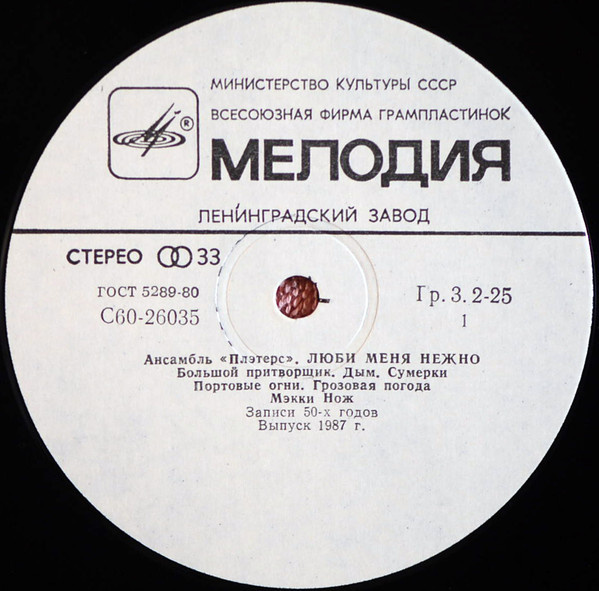 МИНИСТЕРСТВО КУЛЬТУРЫ СССР
ВСЕСОЮЗНАЯ ФИРМА ГРАМПЛАСТИНОК
®
МЕЛОДИЯ
ЛЕНИНГРАДСКИЙ ЗАВОД
СТЕРЕО 33
ГОСТ 5289-80
Гр. 3. 2-25
С60-26035
1
Ансамбль «Плэтерс». ЛЮБИ МЕНЯ НЕЖНО
Большой притворщик. Дым. Сумерки
Портовые огни. Грозовая погода
Мэкки Нож
Записи 50-х годов
Выпуск 1987 г.